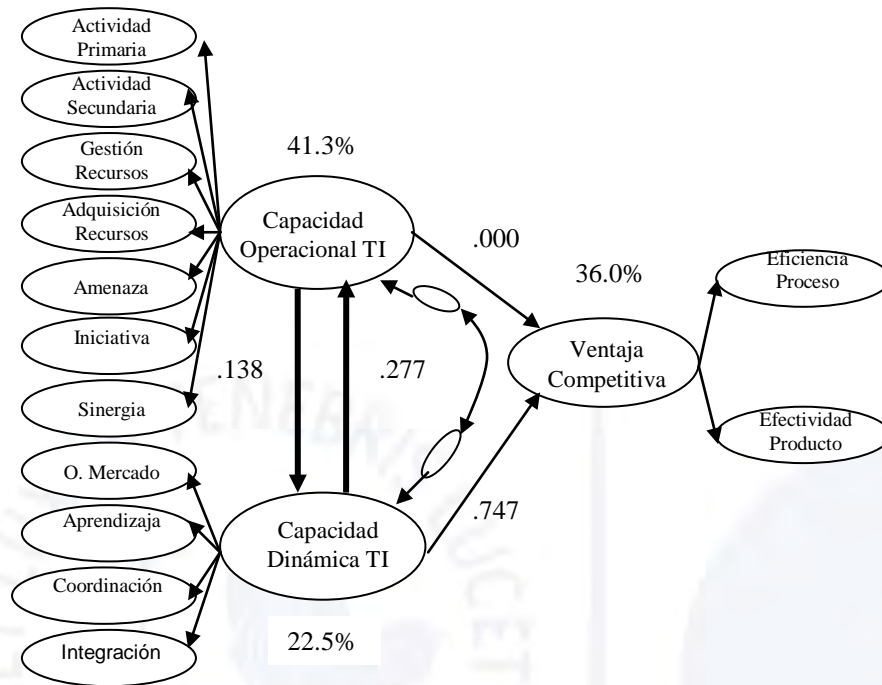 Actividad
Primaria
Actividad
Secundaria
Gestión
Recursos
Adquisición
Recursos
Amenaza
Iniciativa
Sinergia
O. Mercado
Aprendizaja
Coordinación
Integración
41.3%
Capacidad
Operacional TI
.138
.277
Capacidad
Dinámica TI
22.5%
.000
.747
36.0%
Ventaja
Competitiva
Eficiencia
Proceso
Efectividad
Producto